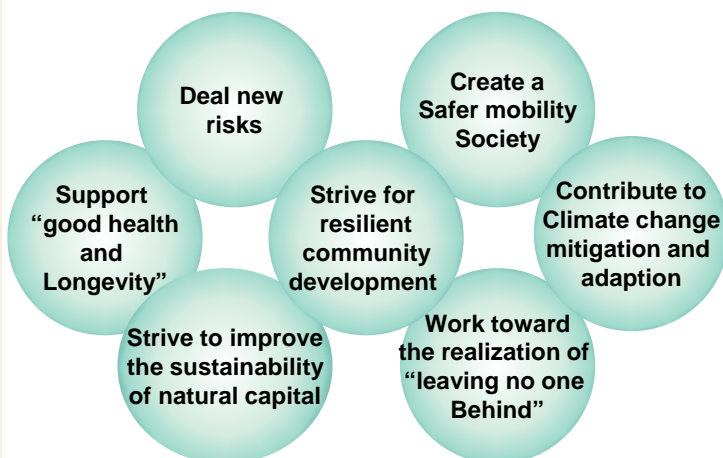 Deal new
risks
Create a
Safer mobility
Society
Support
“good health
and
Longevity”
Strive for
resilient
community
development
Contribute to
Climate change
mitigation and
adaption
Strive to improve
the sustainability
of natural capital
Work toward
the realization of
“leaving no one
Behind”